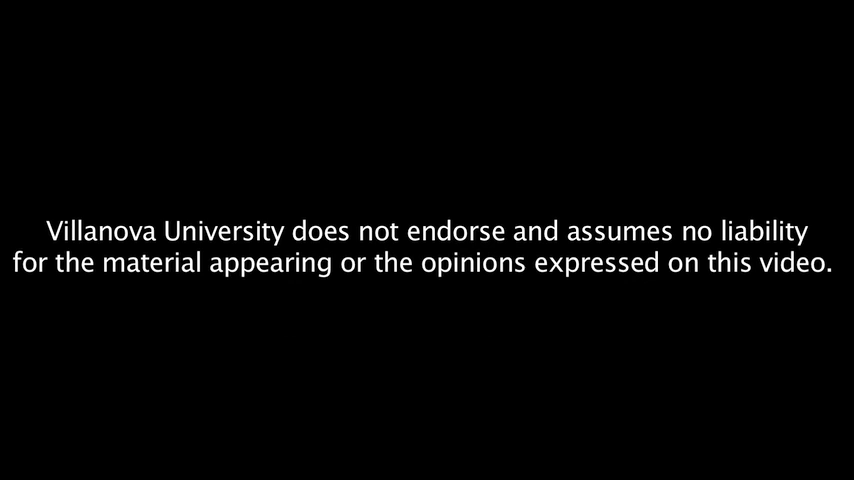 Villanova University does not endorse and assumes no liability
for the material appearing or the opinions expressed on this video.